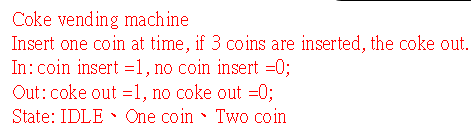 Coke vending machine
Insert one coin at time, if 3 coins are inserted, the coke out.
In: coin insert =1, no coin insert =0;
Out: coke out =1, no coke out =0;
State: IDLE、One coin、Two coin